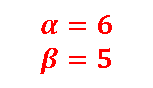 α = 6
β = 5